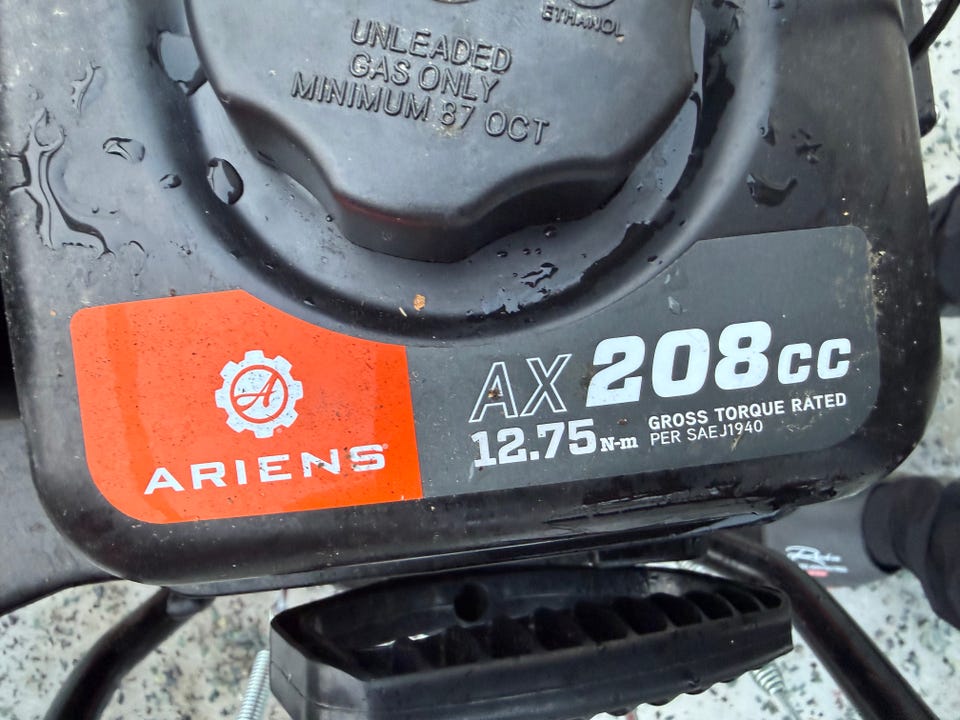 ETHANOL
UNLEADED
GAS ONLY
MINIMUM 87 OCT
A
ARIENS
AX 208cc
12.75 N-m
GROSS TORQUE RATED
PER SAEJ1940